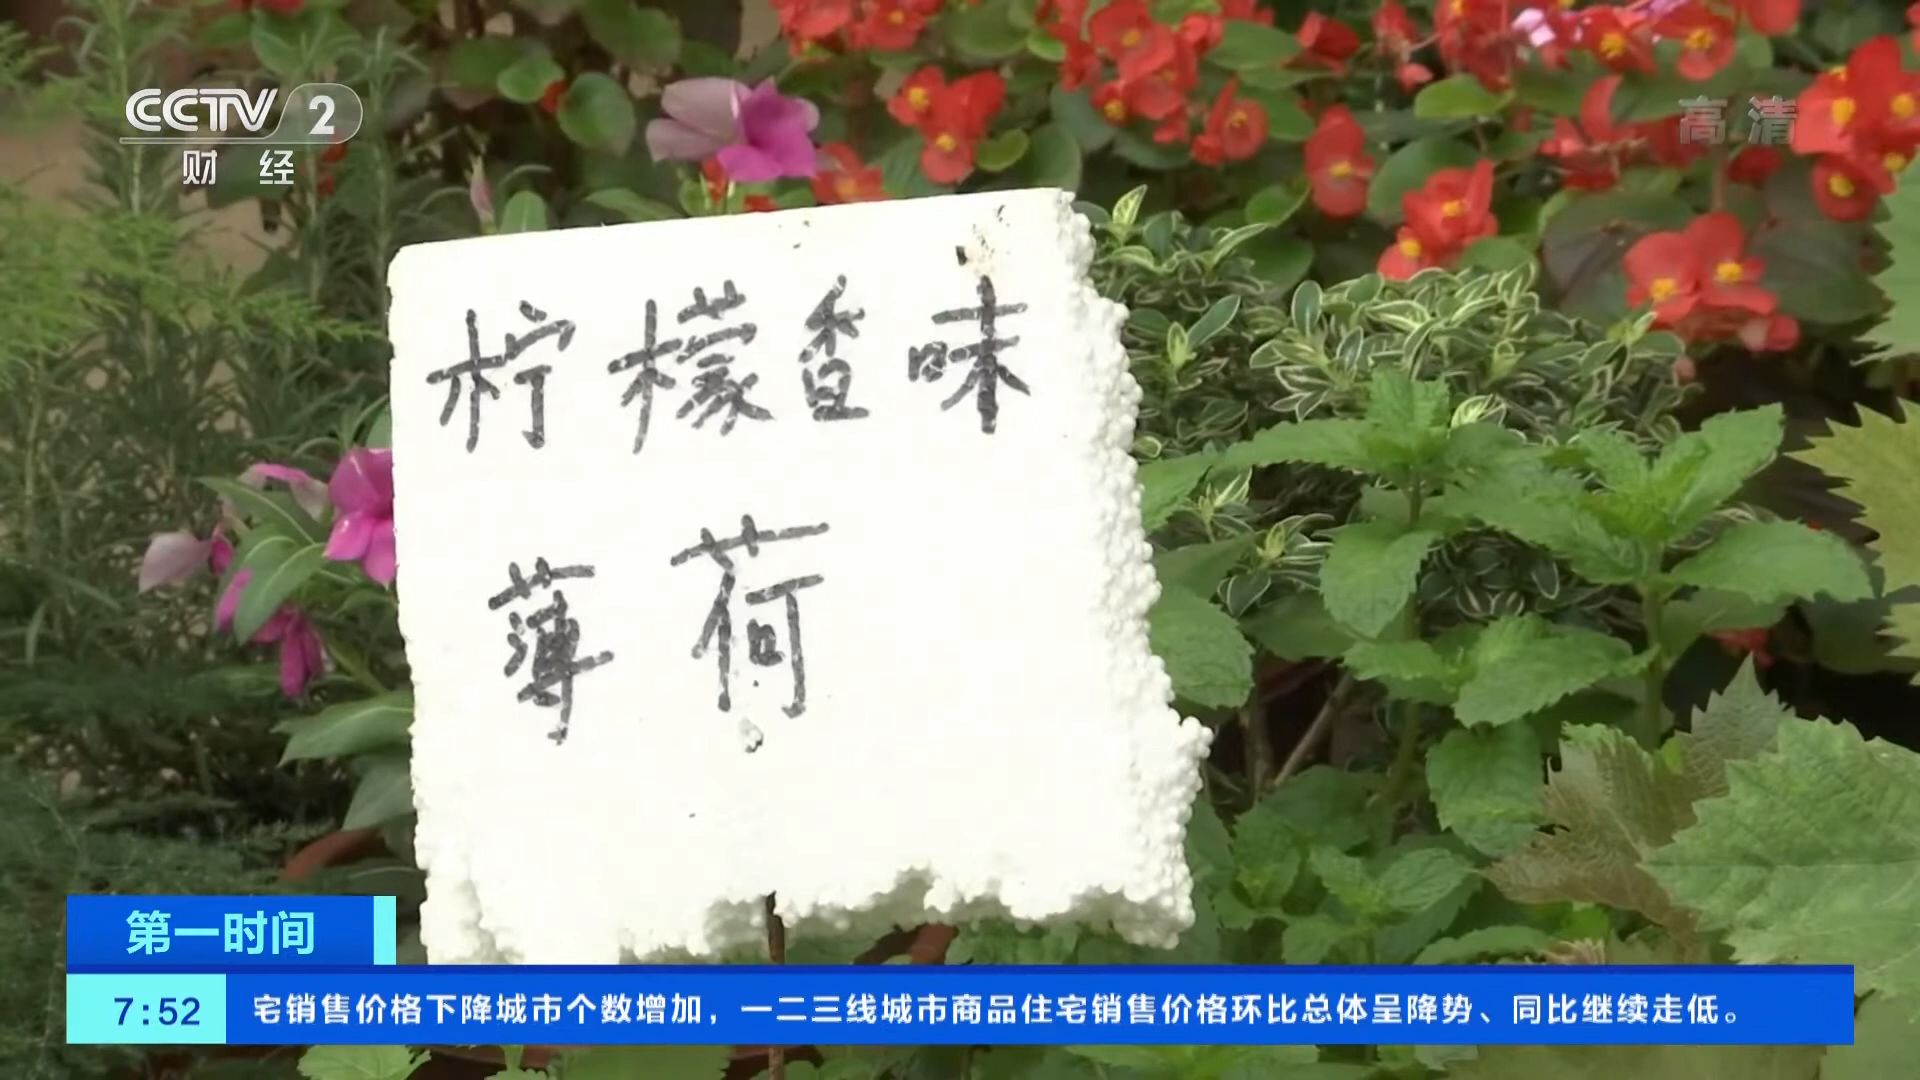 CCTV 2
财 经
高 清
柠檬香味
薄荷
第一时间
7:52
宅销售价格下降城市个数增加，一二三线城市商品住宅销售价格环比总体呈降势、同比继续走低。